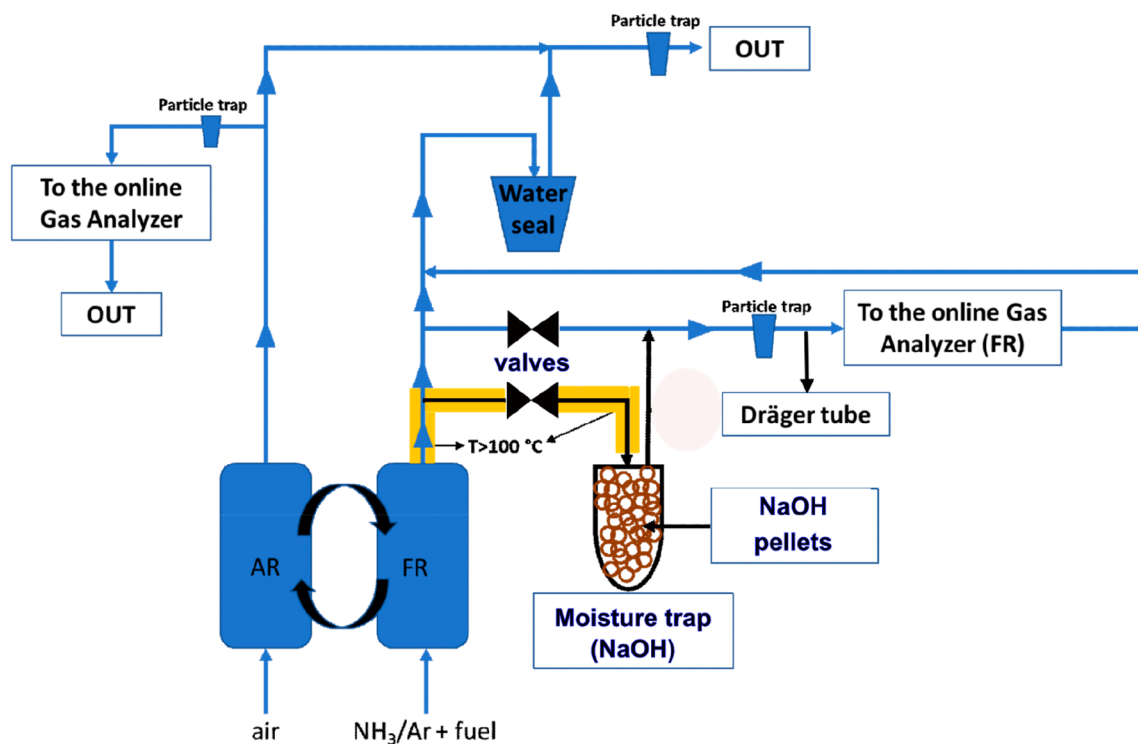 Particle trap
OUT
Particle trap
To the online
Gas Analyzer
OUT
Water
seal
Particle trap
To the online Gas
Analyzer (FR)
valves
Dräger tube
T>100 °C
NaOH
pellets
AR
FR
Moisture trap
(NaOH)
air
NH₃/Ar + fuel